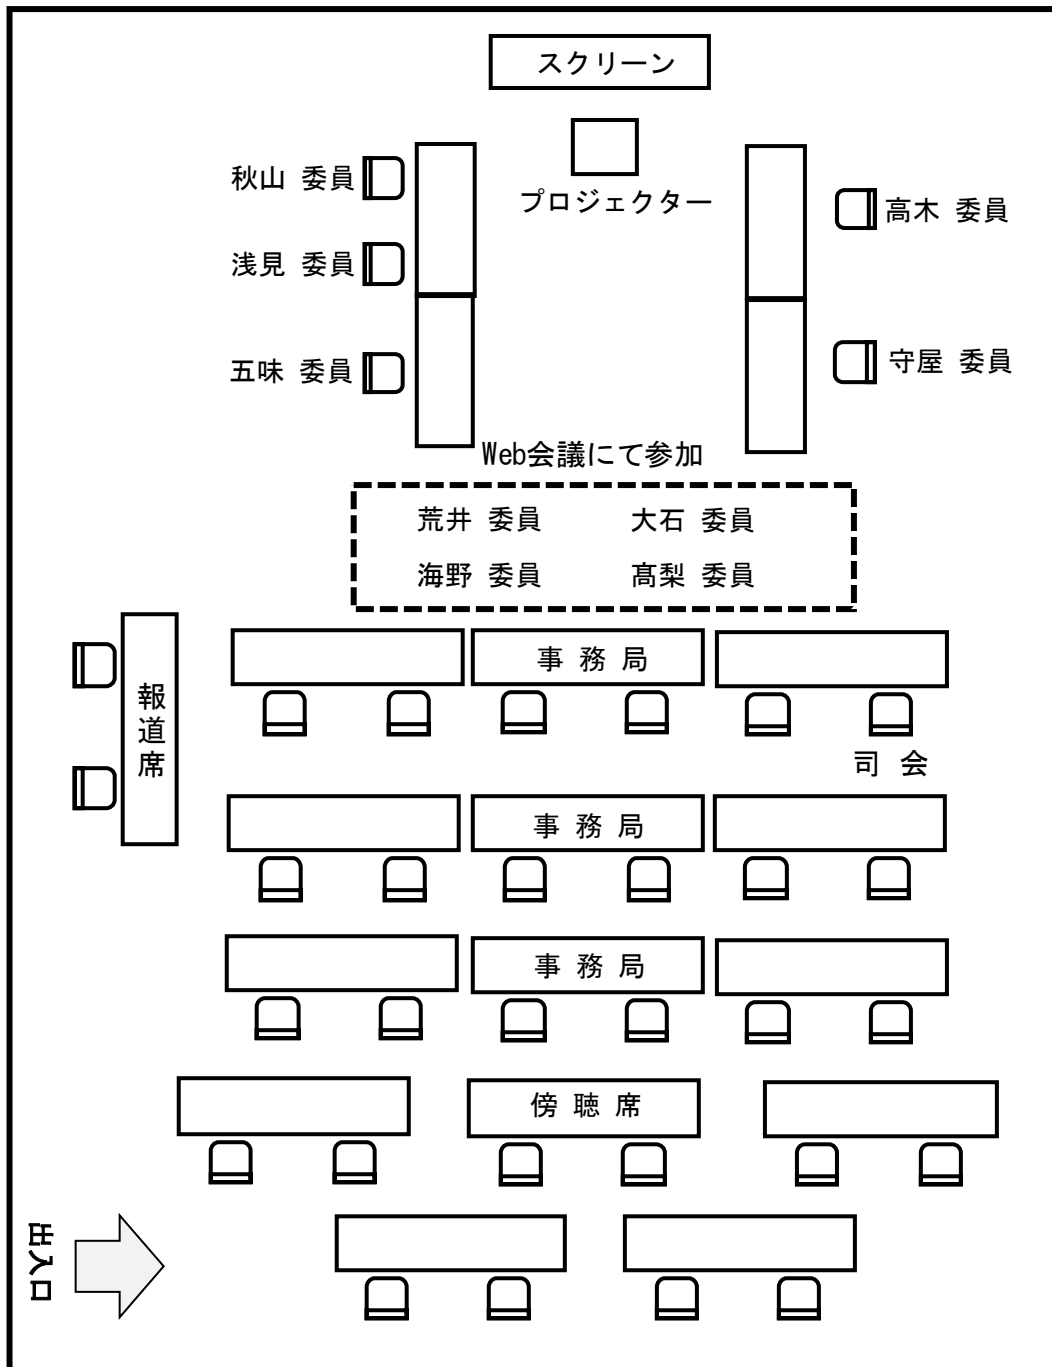 スクリーン
プロジェクター
秋山 委員
高木 委員
浅見 委員
五味 委員
守屋 委員
Web会議にて参加
荒井 委員 大石 委員
海野 委員 髙梨 委員
報道席
事 務 局
司 会
事 務 局
事 務 局
傍 聴 席
出入口